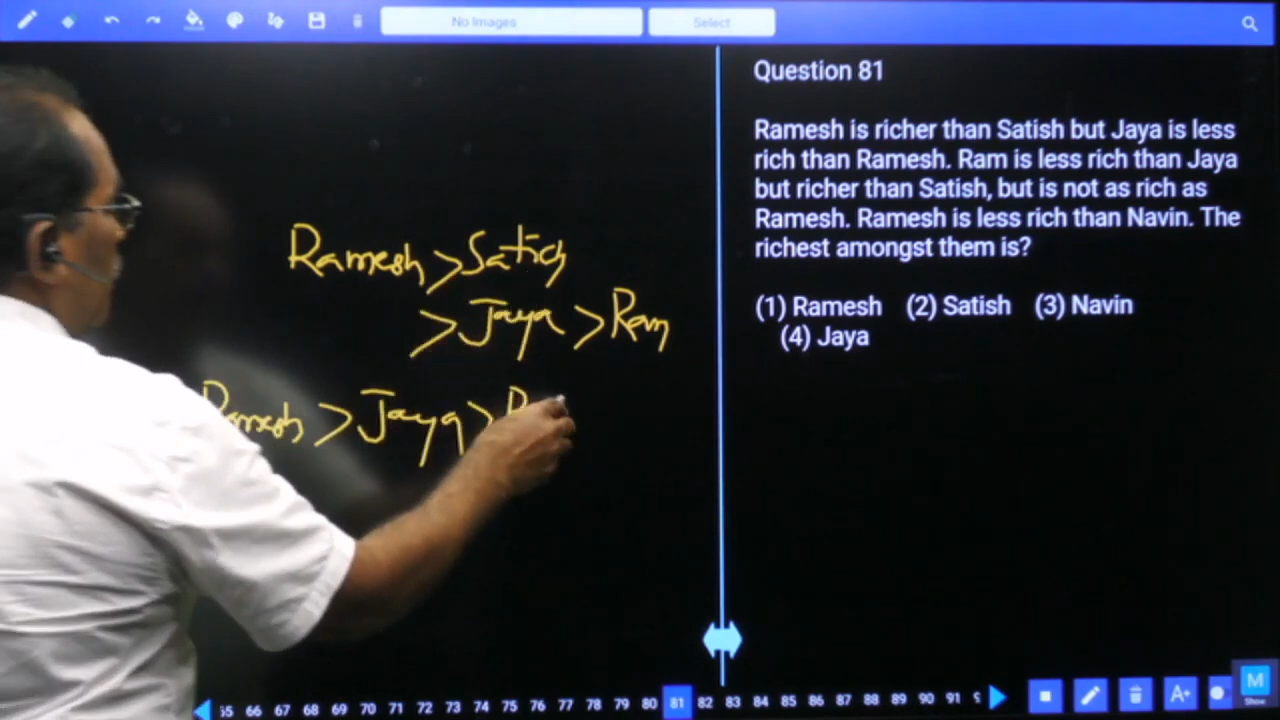 No Images Select
Question 81
Ramesh is richer than Satish but Jaya is less
rich than Ramesh. Ram is less rich than Jaya
but richer than Satish, but is not as rich as
Ramesh. Ramesh is less rich than Navin. The
richest amongst them is?
(1) Ramesh (2) Satish (3) Navin
(4) Jaya
Ramesh > Satish
> Jaya > Ram
Ramesh > Jaya >
66 67 68 69 70 71 72 73 74 75 76 77 78 79 80 81 82 83 84 85 86 87 88 89 90 91
A+
M
Show